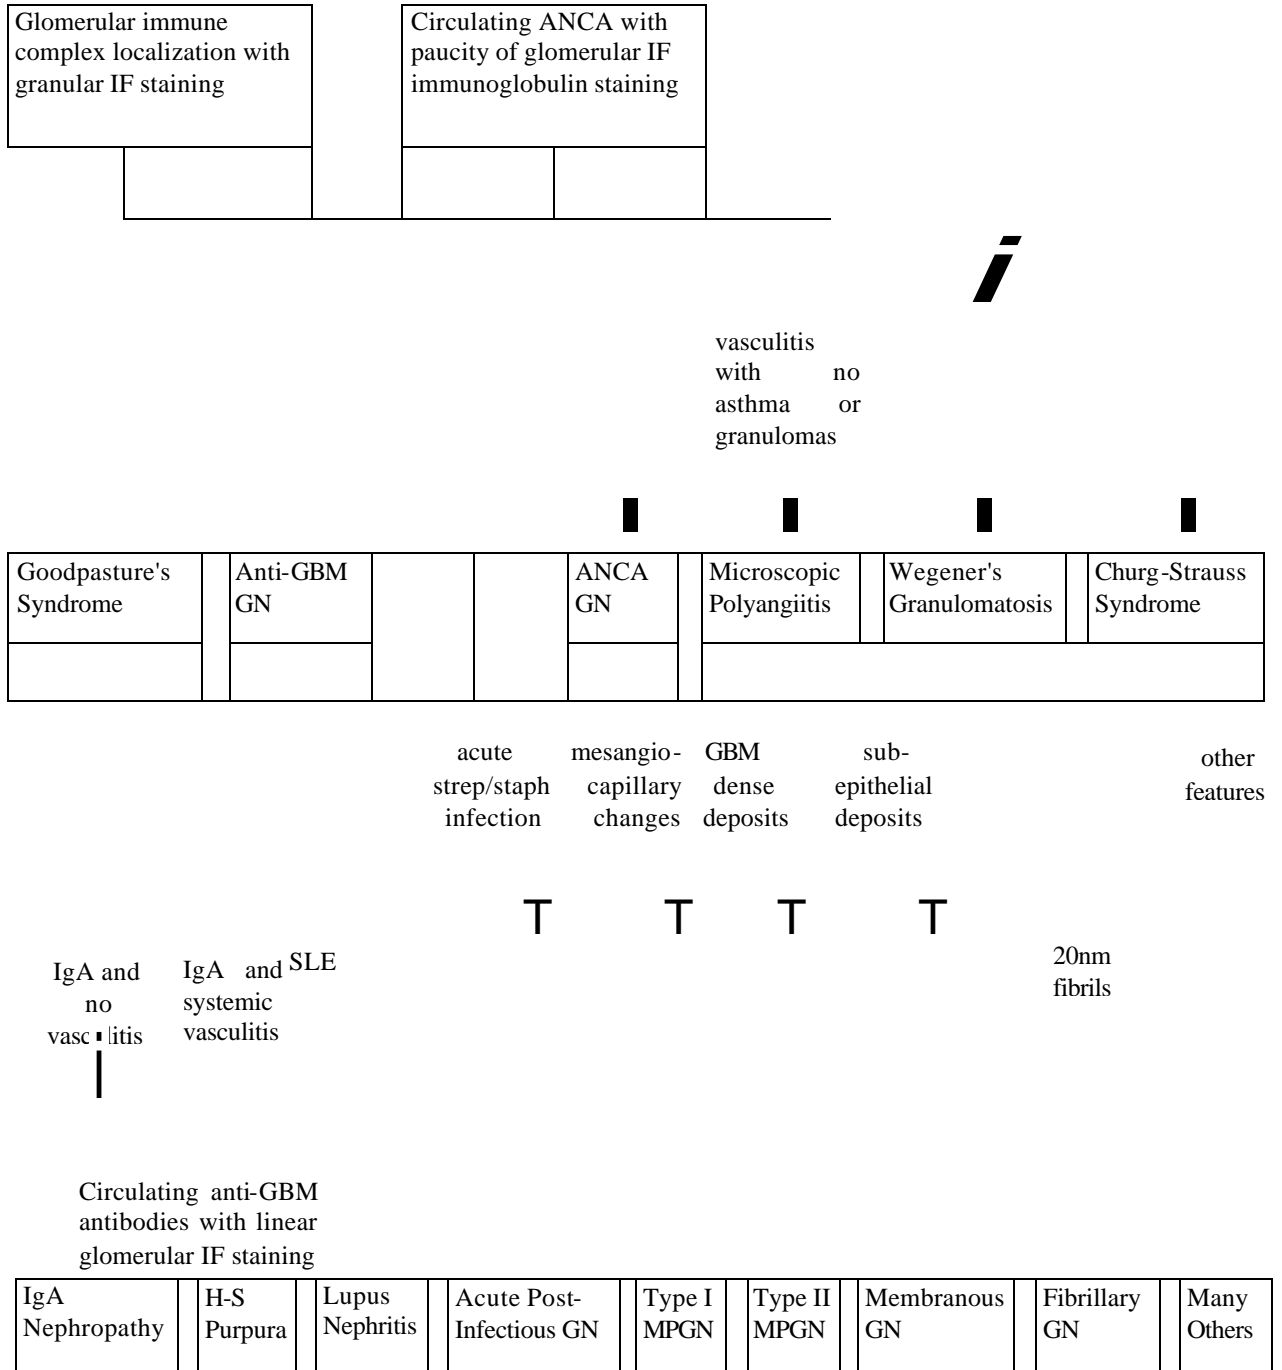 Glomerular immune
complex localization with
granular IF staining
Circulating ANCA with
paucity of glomerular IF
immunoglobulin staining
vasculitis
with no
asthma or
granulomas
Goodpasture's
Syndrome
Anti-GBM
GN
ANCA
GN
Microscopic
Polyangiitis
Wegener's
Granulomatosis
Churg-Strauss
Syndrome
acute
strep/staph
infection
mesangio-
capillary
changes
GBM
dense
deposits
sub-
epithelial
deposits
other
features
IgA and
no
vasc litis
IgA and
systemic
vasculitis
SLE
20nm
fibrils
Circulating anti-GBM
antibodies with linear
glomerular IF staining
IgA
Nephropathy
H-S
Purpura
Lupus
Nephritis
Acute Post-
Infectious GN
Type I
MPGN
Type II
MPGN
Membranous
GN
Fibrillary
GN
Many
Others